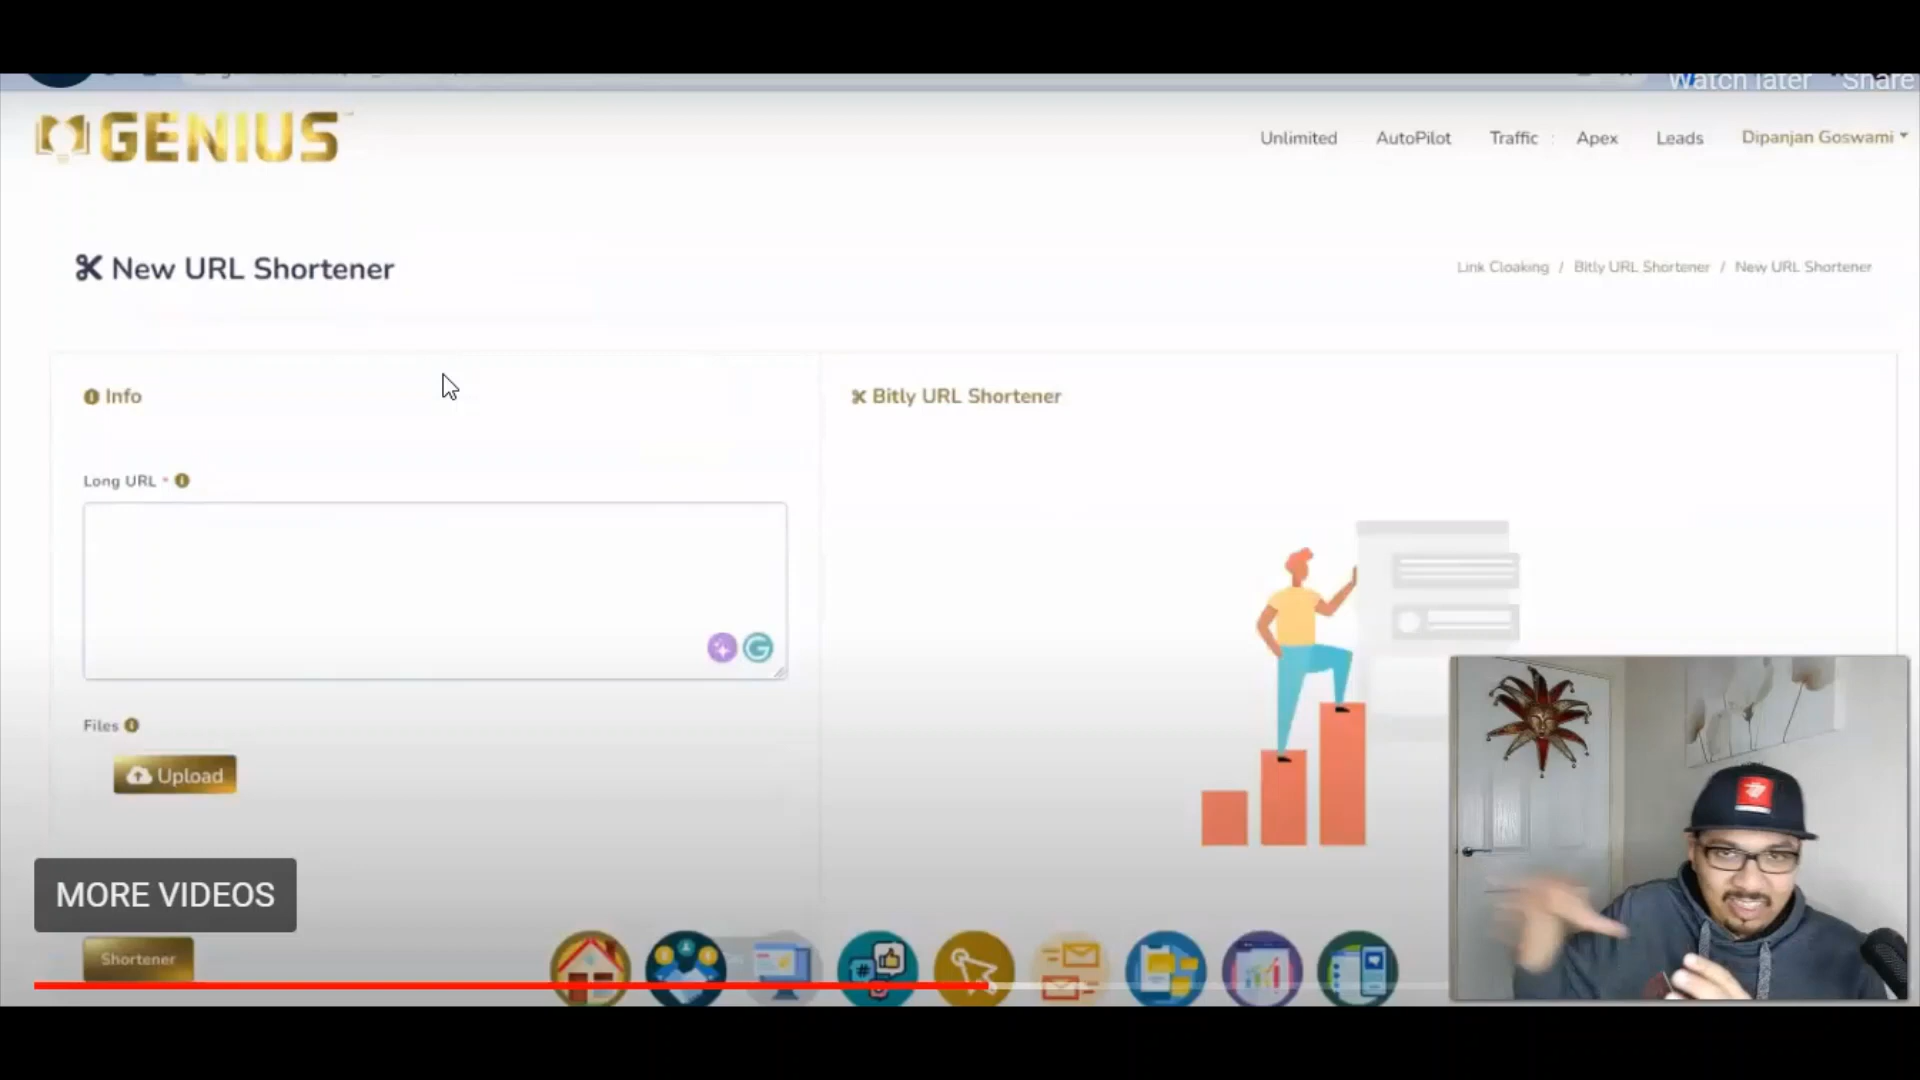 Watch later Share
GENIUS
Unlimited AutoPilot Traffic Apex Leads Dipanjan Goswami
New URL Shortener
Link Cloaking / Bitly URL Shortener / New URL Shortener
Info
Bitly URL Shortener
Long URL *
Files
Upload
MORE VIDEOS
Shortener